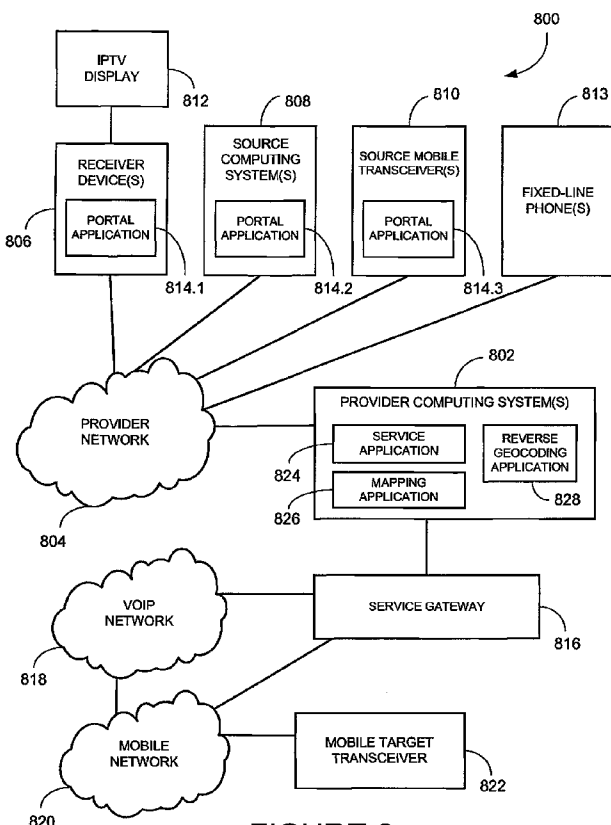 800
IPTV
DISPLAY
812
808
810
813
RECEIVER
DEVICE(S)
PORTAL
APPLICATION
806
814.1
SOURCE
COMPUTING
SYSTEM(S)
PORTAL
APPLICATION
814.2
SOURCE MOBILE
TRANSCEIVER(S)
PORTAL
APPLICATION
814.3
FIXED-LINE
PHONE(S)
802
PROVIDER
NETWORK
804
PROVIDER COMPUTING SYSTEM(S)
SERVICE
APPLICATION
824
MAPPING
APPLICATION
826
REVERSE
GEOCODING
APPLICATION
828
VOIP
NETWORK
818
SERVICE GATEWAY
816
MOBILE
NETWORK
820
MOBILE TARGET
TRANSCEIVER
822